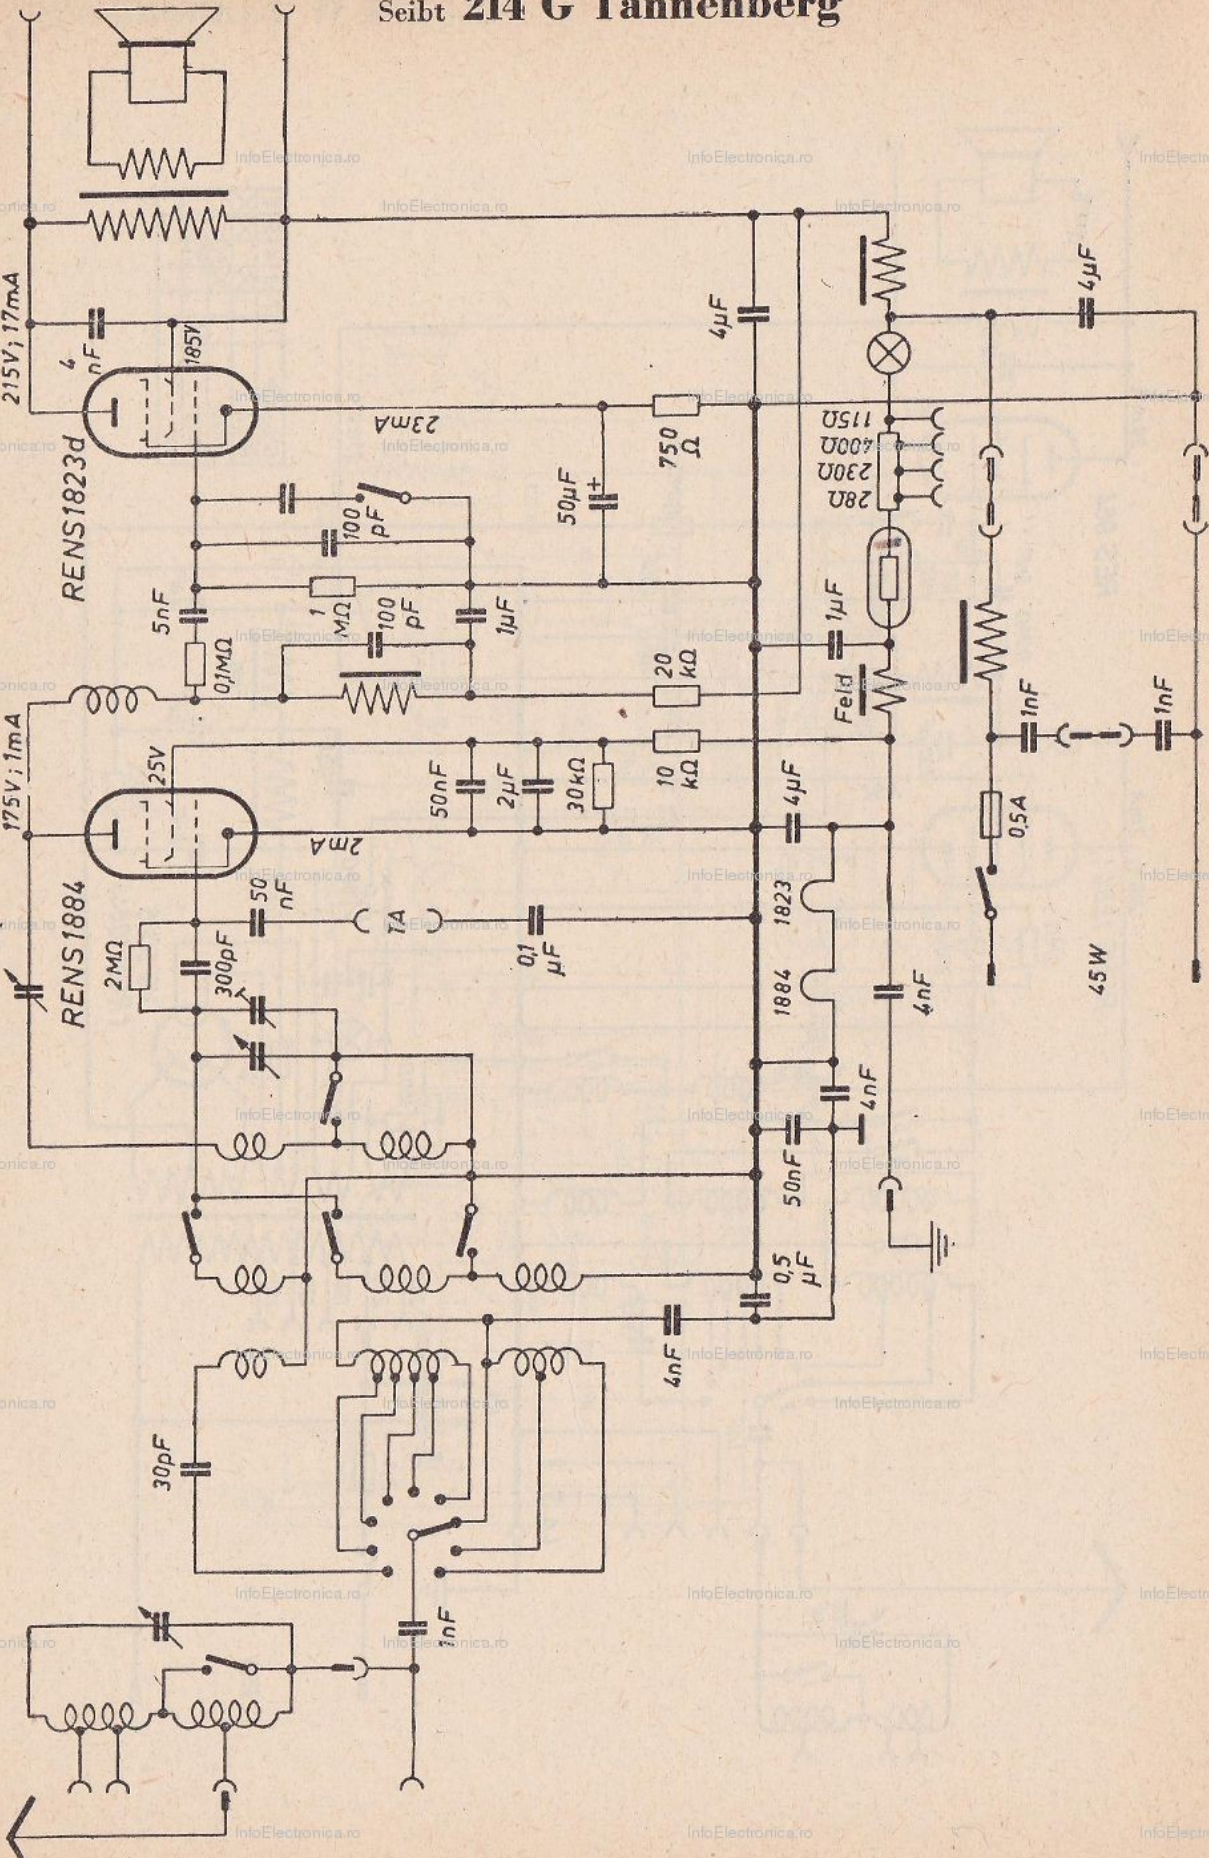 Seibt 214 G Tannenberg
215V; 17mA
4
nF
185V
RENS1823d
23mA
750
Ω
4µF
4µF
115Ω
400Ω
230Ω
28Ω
100
pF
50µF
+
5nF
1
MΩ
100
pF
1µF
1µF
0,1MΩ
20
kΩ
Feld
1nF
1nF
175V; 1mA
25V
50nF
2µF
30kΩ
10
kΩ
4µF
0,5A
2mA
RENS1884
2MΩ
50
nF
300pF
TA
0,1
µF
1823
1884
4nF
45W
4nF
50nF
0,5
µF
4nF
30pF
1nF
InfoElectronica.ro